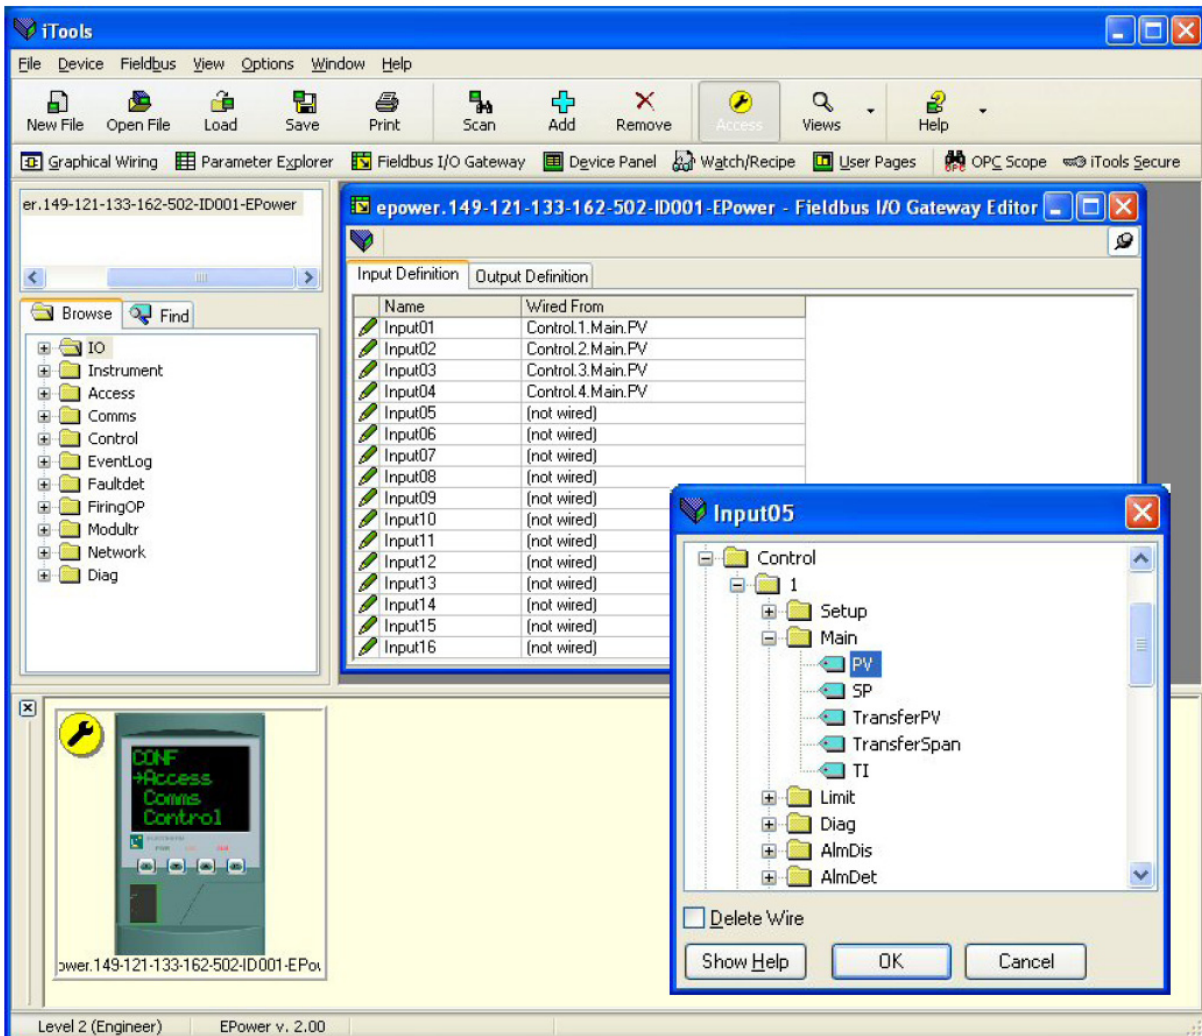 iTools
File Device Fieldbus View Options Window Help
New File Open File Load Save Print Scan Add Remove Access Views Help
Graphical Wiring Parameter Explorer Fieldbus I/O Gateway Device Panel Watch/Recipe User Pages OPC Scope iTools Secure
er.149-121-133-162-502-ID001-EPower
Browse Find
IO
Instrument
Access
Comms
Control
EventLog
Faultdet
FiringOP
Modultr
Network
Diag
epower.149-121-133-162-502-ID001-EPower - Fieldbus I/O Gateway Editor
Input Definition Output Definition
Name Wired From
Input01 Control.1.Main.PV
Input02 Control.2.Main.PV
Input03 Control.3.Main.PV
Input04 Control.4.Main.PV
Input05 (not wired)
Input06 (not wired)
Input07 (not wired)
Input08 (not wired)
Input09 (not wired)
Input10 (not wired)
Input11 (not wired)
Input12 (not wired)
Input13 (not wired)
Input14 (not wired)
Input15 (not wired)
Input16 (not wired)
Input05
Control
1
Setup
Main
PV
SP
TransferPV
TransferSpan
TI
Limit
Diag
AlmDis
AlmDet
Delete Wire
Show Help OK Cancel
CONF
→Access
Comms
Control
ower.149-121-133-162-502-ID001-EPo
Level 2 (Engineer) EPower v. 2.00